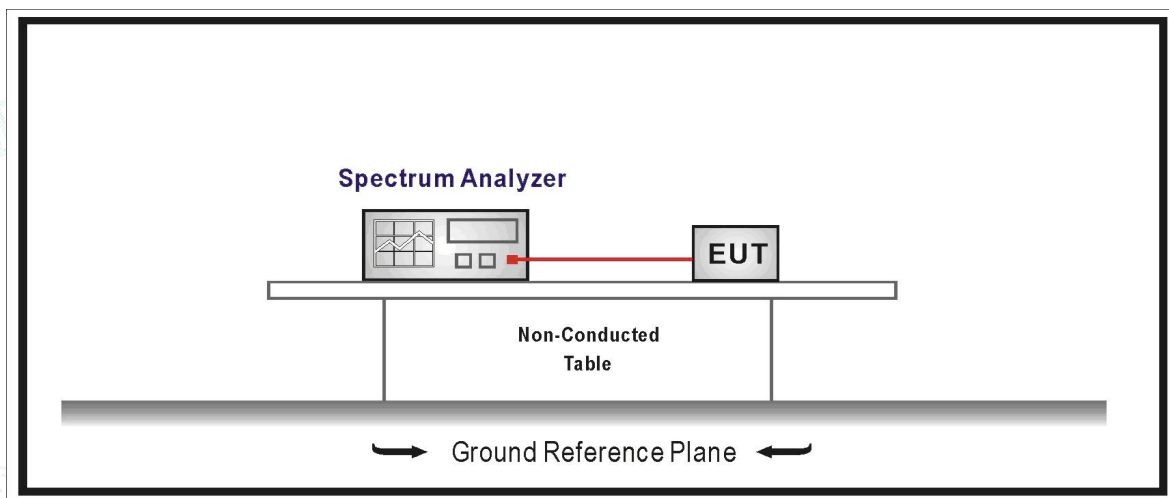 Spectrum Analyzer
EUT
Non-Conducted
Table
Ground Reference Plane